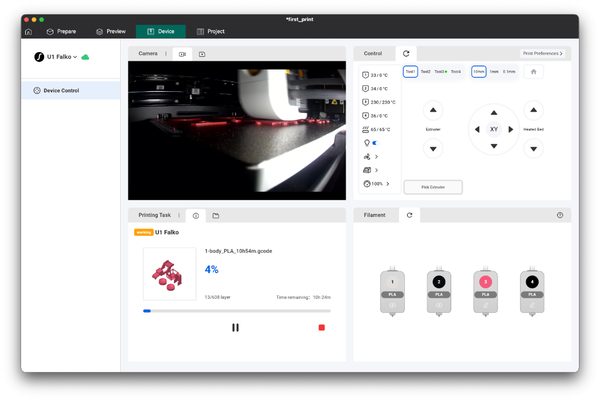 *first_print
Prepare
Preview
Device
Project
U1 Falko
Device Control
Camera
Control
Print Preferences
33 / 0 °C
34 / 0 °C
230 / 230 °C
36 / 0 °C
65 / 65 °C
100%
Tool1 Tool2 Tool3 Tool4
10mm 1mm 0.1mm
Extruder
XY
Heated Bed
Pick Extruder
Printing Task
U1 Falko
1-body_PLA_10h54m.gcode
4%
13/608 layer
Time remaining: 10h 24m
Filament
1 2 3 4
PLA PLA PLA PLA